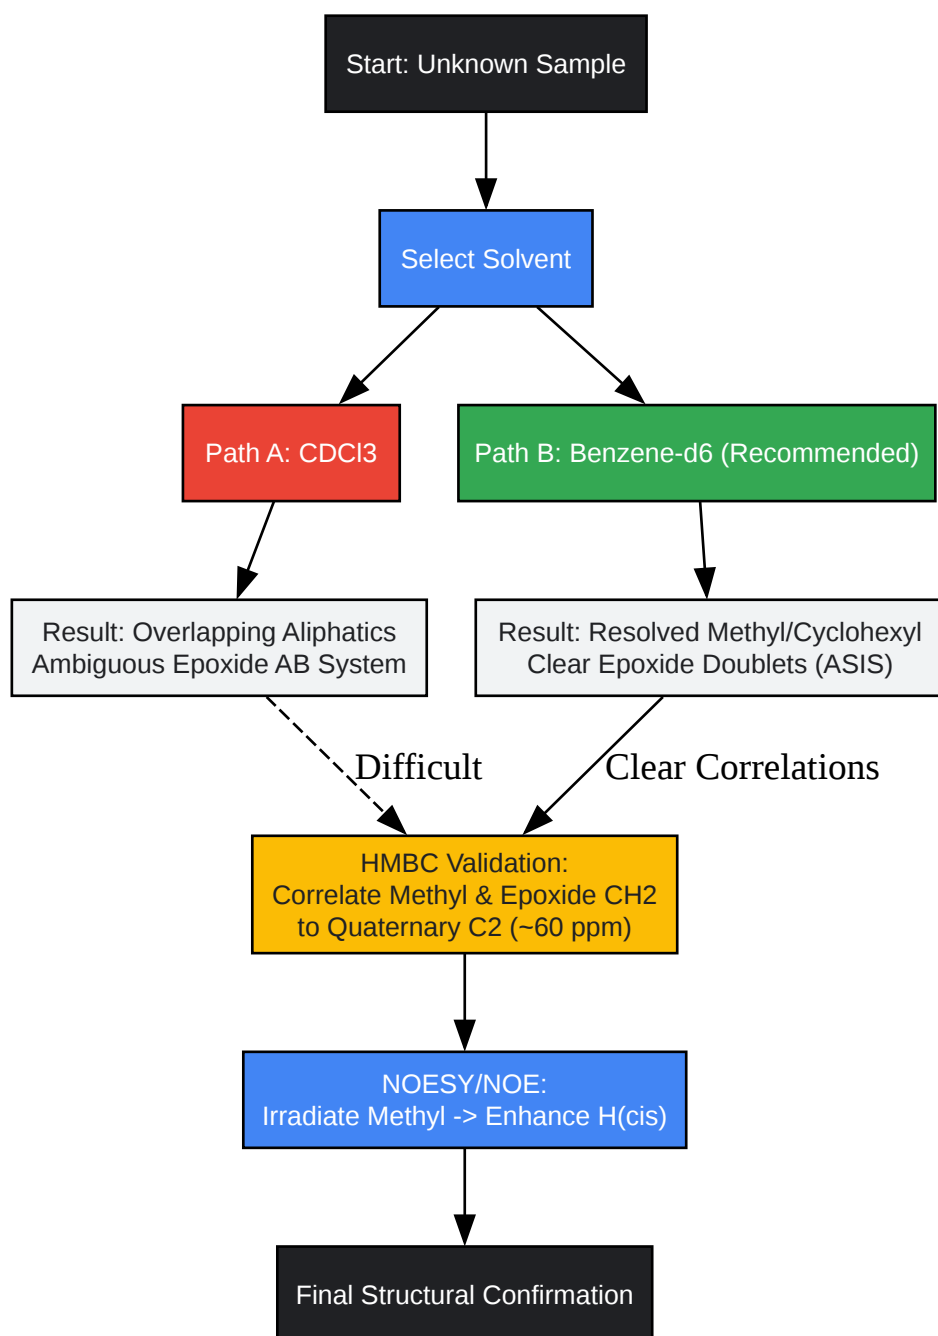 Start: Unknown Sample
Select Solvent
Path A: CDCl3
Path B: Benzene-d6 (Recommended)
Result: Overlapping Aliphatics
Ambiguous Epoxide AB System
Result: Resolved Methyl/Cyclohexyl
Clear Epoxide Doublets (ASIS)
Difficult
Clear Correlations
HMBC Validation:
Correlate Methyl & Epoxide CH2
to Quaternary C2 (~60 ppm)
NOESY/NOE:
Irradiate Methyl -> Enhance H(cis)
Final Structural Confirmation